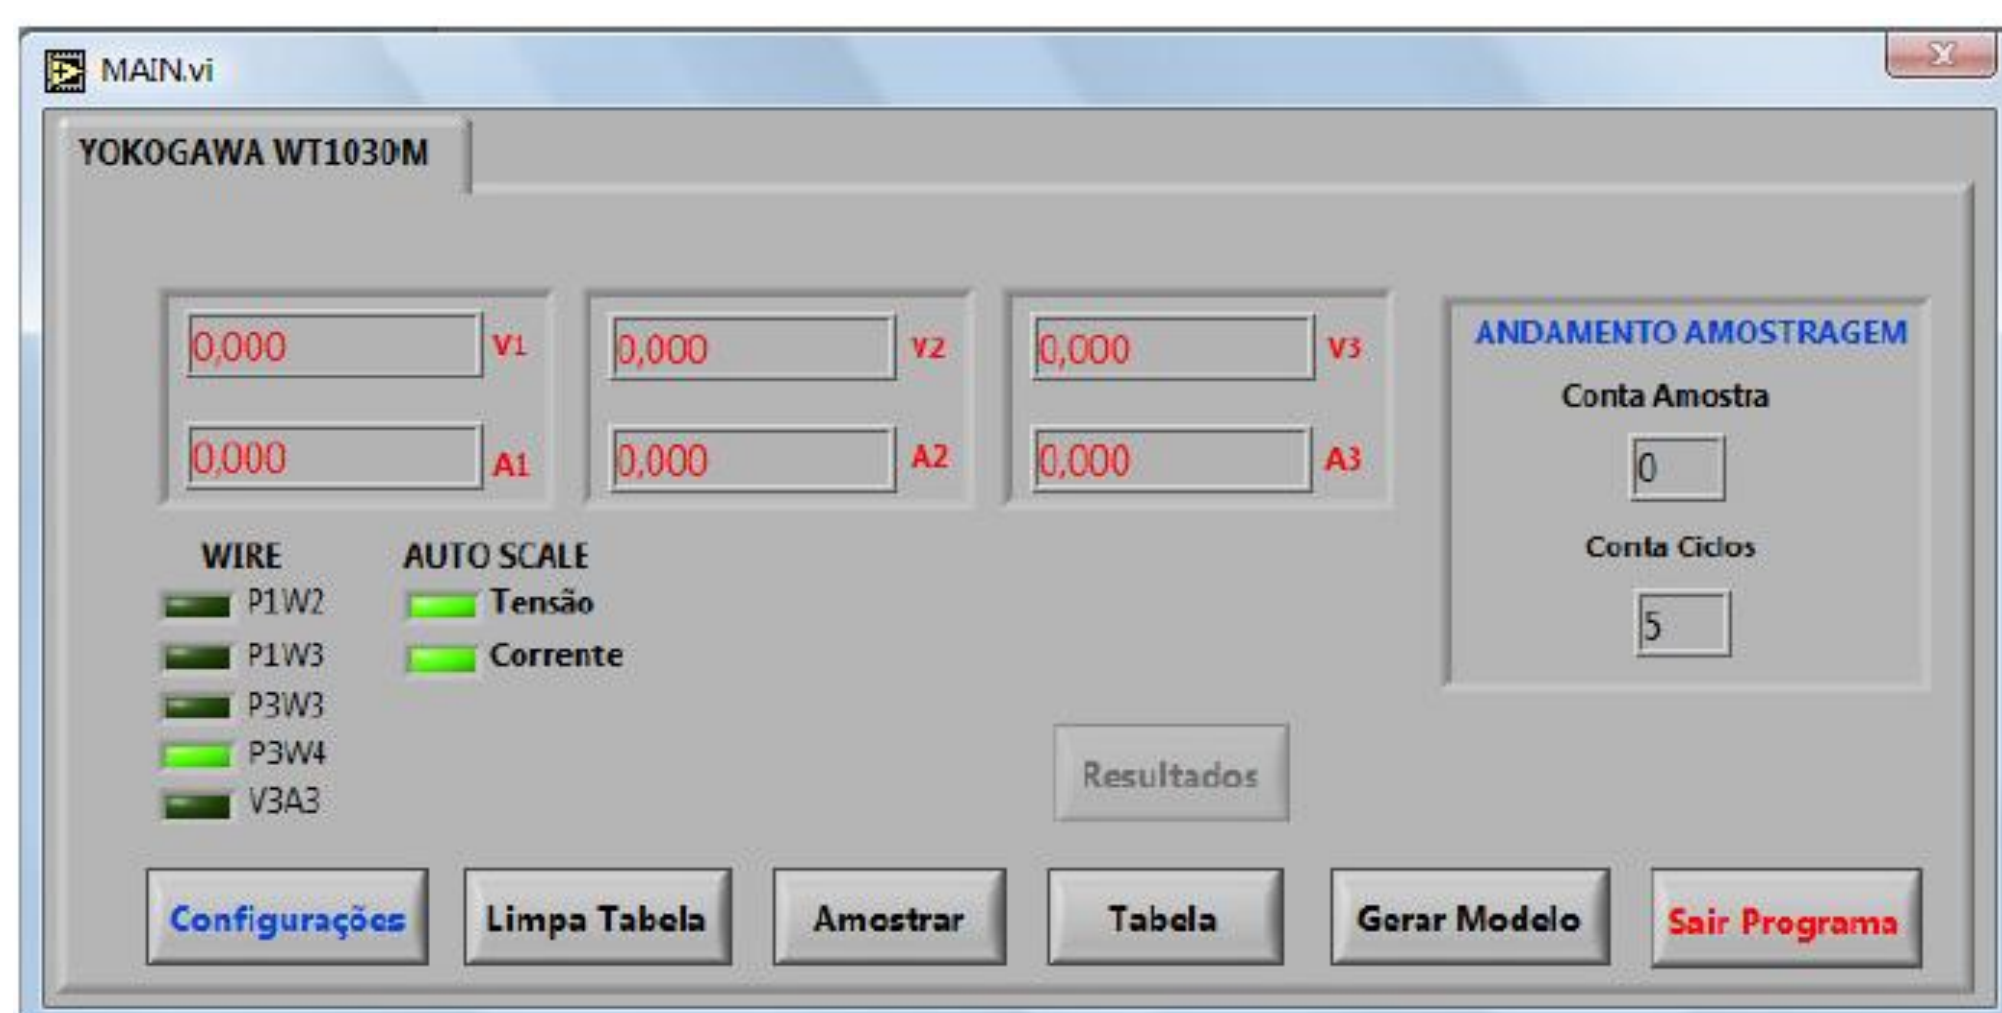 MAIN.vi
X
YOKOGAWA WT1030M
0,000 V1 0,000 V2 0,000 V3
0,000 A1 0,000 A2 0,000 A3
ANDAMENTO AMOSTRAGEM
Conta Amostra
0
Conta Ciclos
5
WIRE
P1W2
P1W3
P3W3
P3W4
V3A3
AUTO SCALE
Tensão
Corrente
Resultados
Configurações
Limpa Tabela
Amostrar
Tabela
Gerar Modelo
Sair Programa